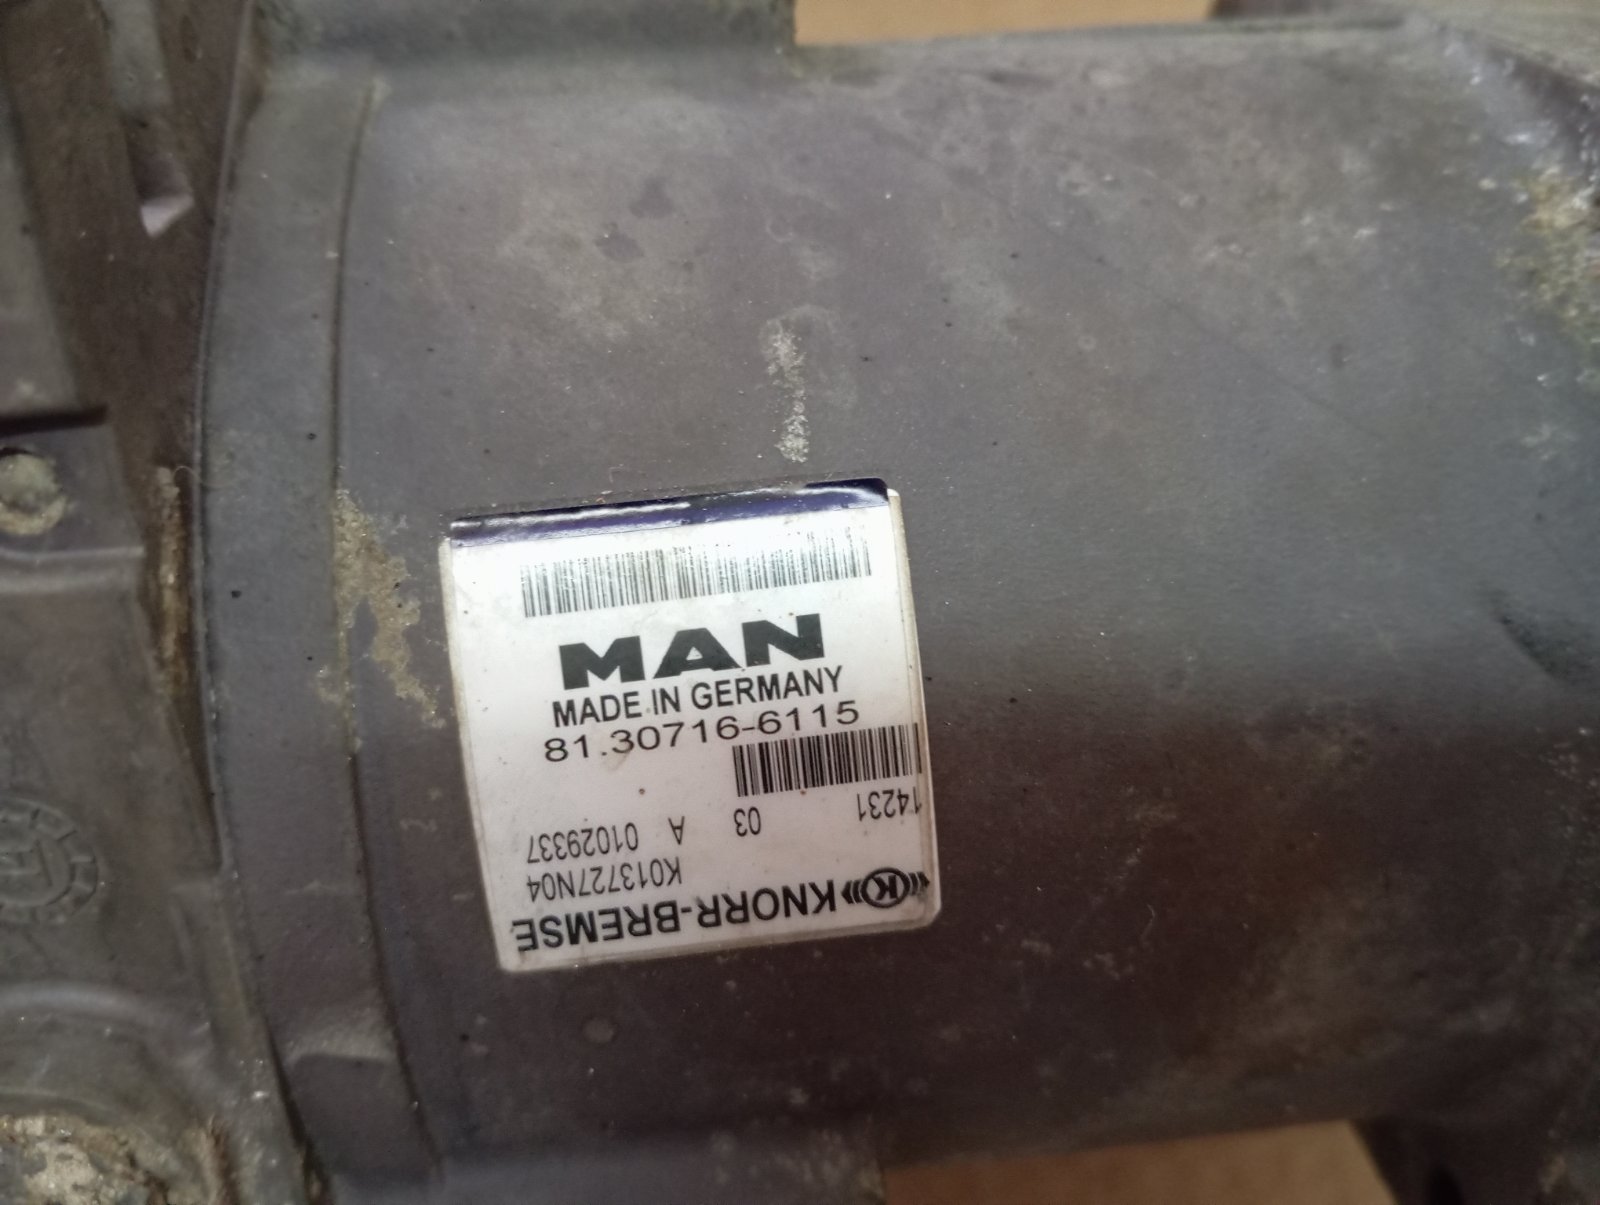 MAN
MADE IN GERMANY
81.30716-6115
KNORR-BREMSE
K013727N04
A 01029337
03
14231